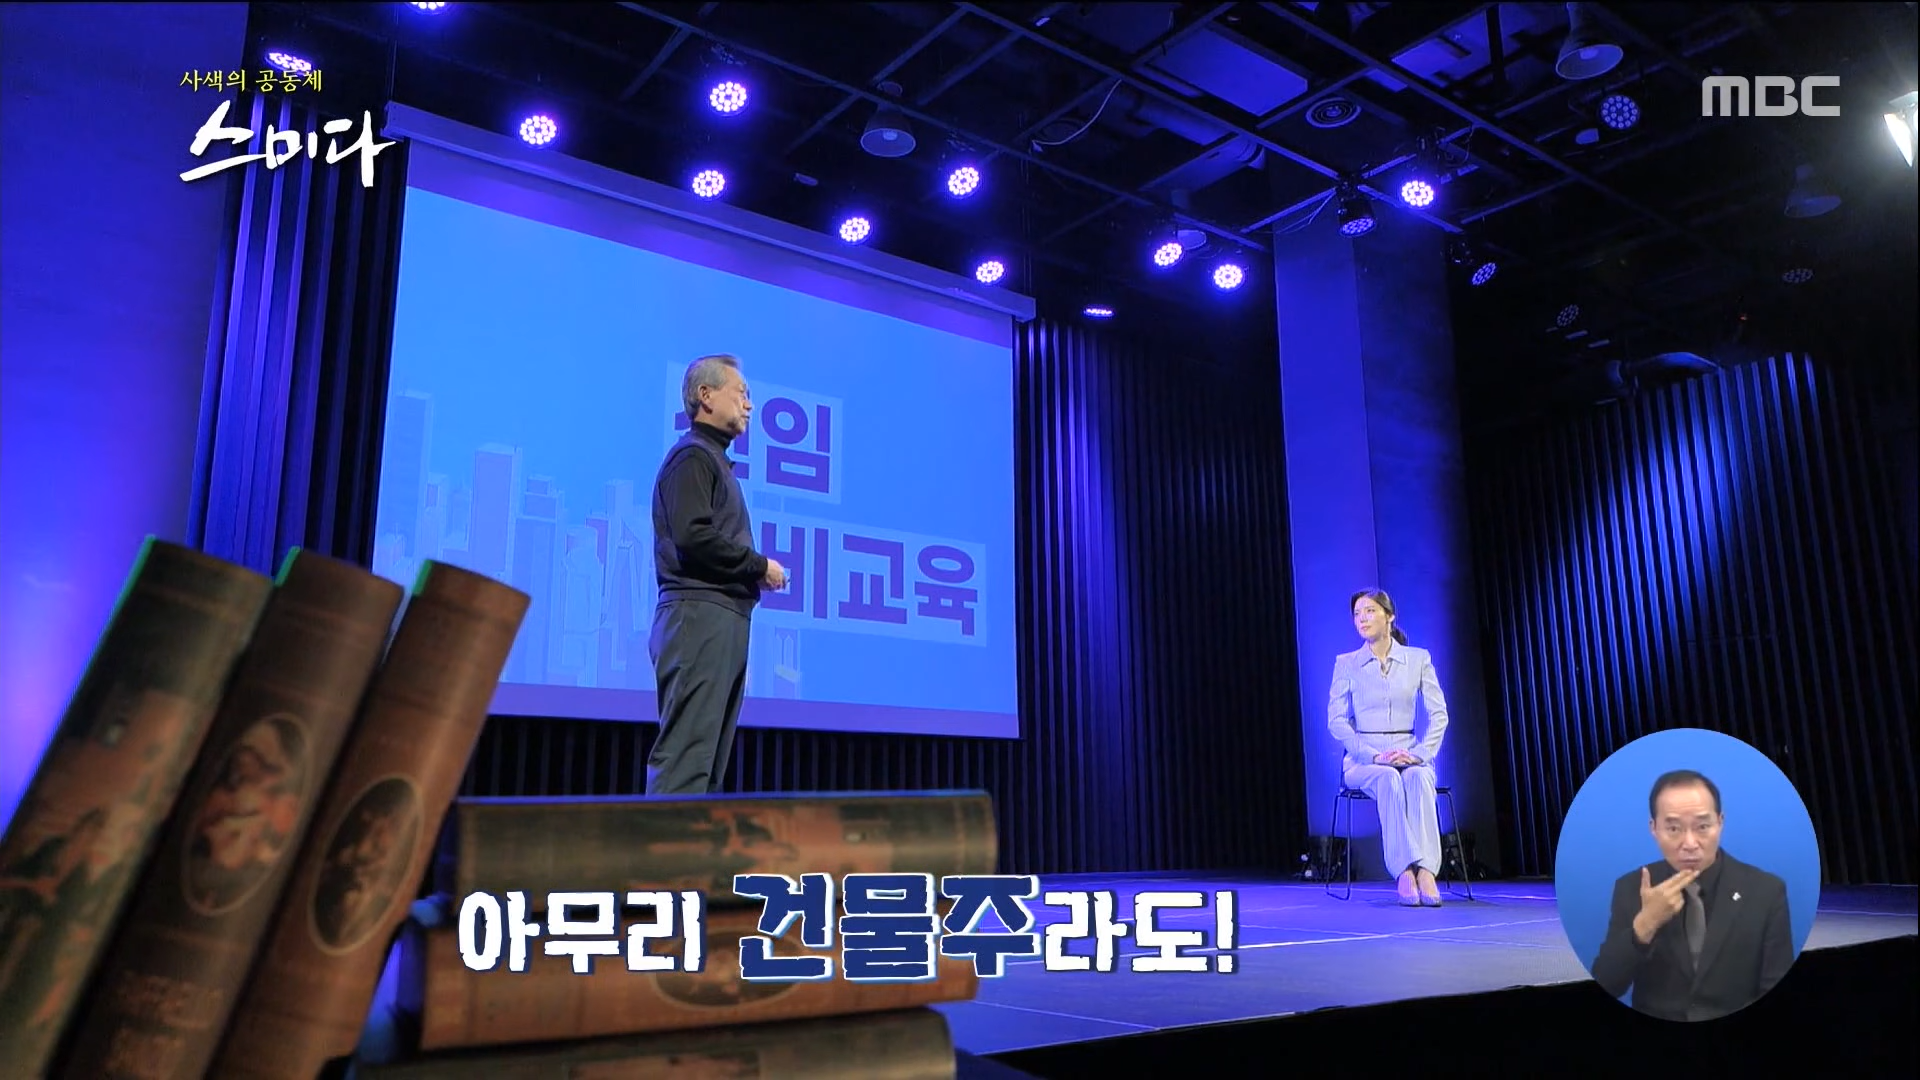 사색의 공동체
스미다
MBC
임
비교육
아무리 건물주라도!